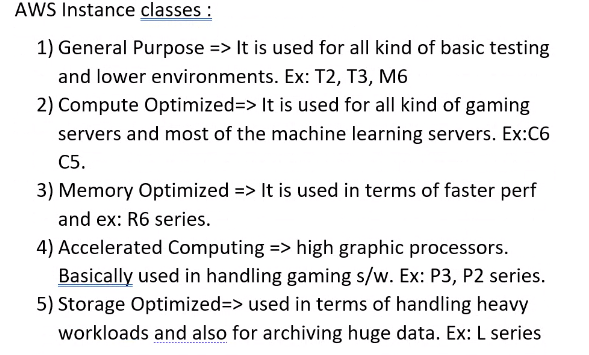 AWS Instance classes :
1) General Purpose => It is used for all kind of basic testing
and lower environments. Ex: T2, T3, M6
2) Compute Optimized=> It is used for all kind of gaming
servers and most of the machine learning servers. Ex:C6
C5.
3) Memory Optimized => It is used in terms of faster perf
and ex: R6 series.
4) Accelerated Computing => high graphic processors.
Basically used in handling gaming s/w. Ex: P3, P2 series.
5) Storage Optimized=> used in terms of handling heavy
workloads and also for archiving huge data. Ex: L series